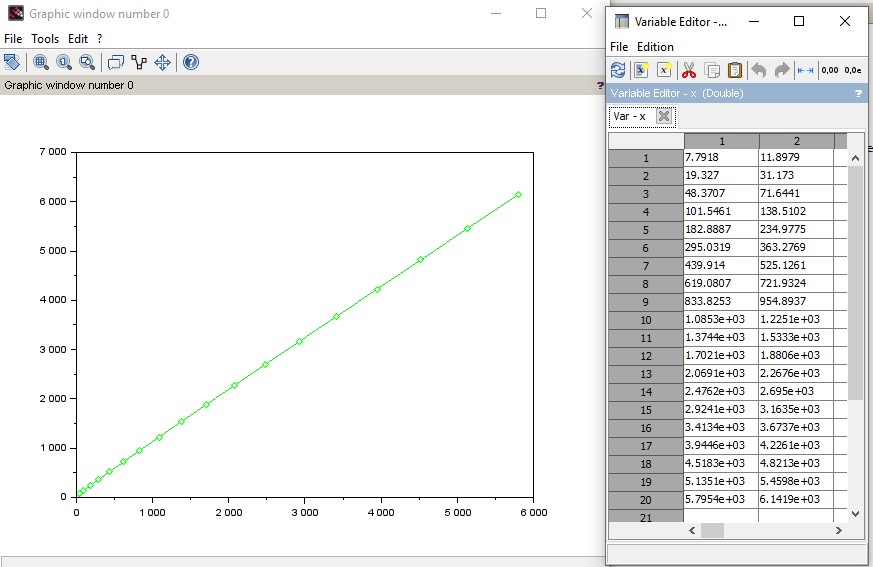 Graphic window number 0
File Tools Edit ?
Graphic window number 0 ?
7 000
6 000
5 000
4 000
3 000
2 000
1 000
0
0 1 000 2 000 3 000 4 000 5 000 6 000
Variable Editor -...
File Edition
0,00 0,0e
Variable Editor - x (Double) ?
Var - x
1 2
1 7.7918 11.8979
2 19.327 31.173
3 48.3707 71.6441
4 101.5461 138.5102
5 182.8887 234.9775
6 295.0319 363.2769
7 439.914 525.1261
8 619.0807 721.9324
9 833.8253 954.8937
10 1.0853e+03 1.2251e+03
11 1.3744e+03 1.5333e+03
12 1.7021e+03 1.8806e+03
13 2.0691e+03 2.2676e+03
14 2.4762e+03 2.695e+03
15 2.9241e+03 3.1635e+03
16 3.4134e+03 3.6737e+03
17 3.9446e+03 4.2261e+03
18 4.5183e+03 4.8213e+03
19 5.1351e+03 5.4598e+03
20 5.7954e+03 6.1419e+03
21